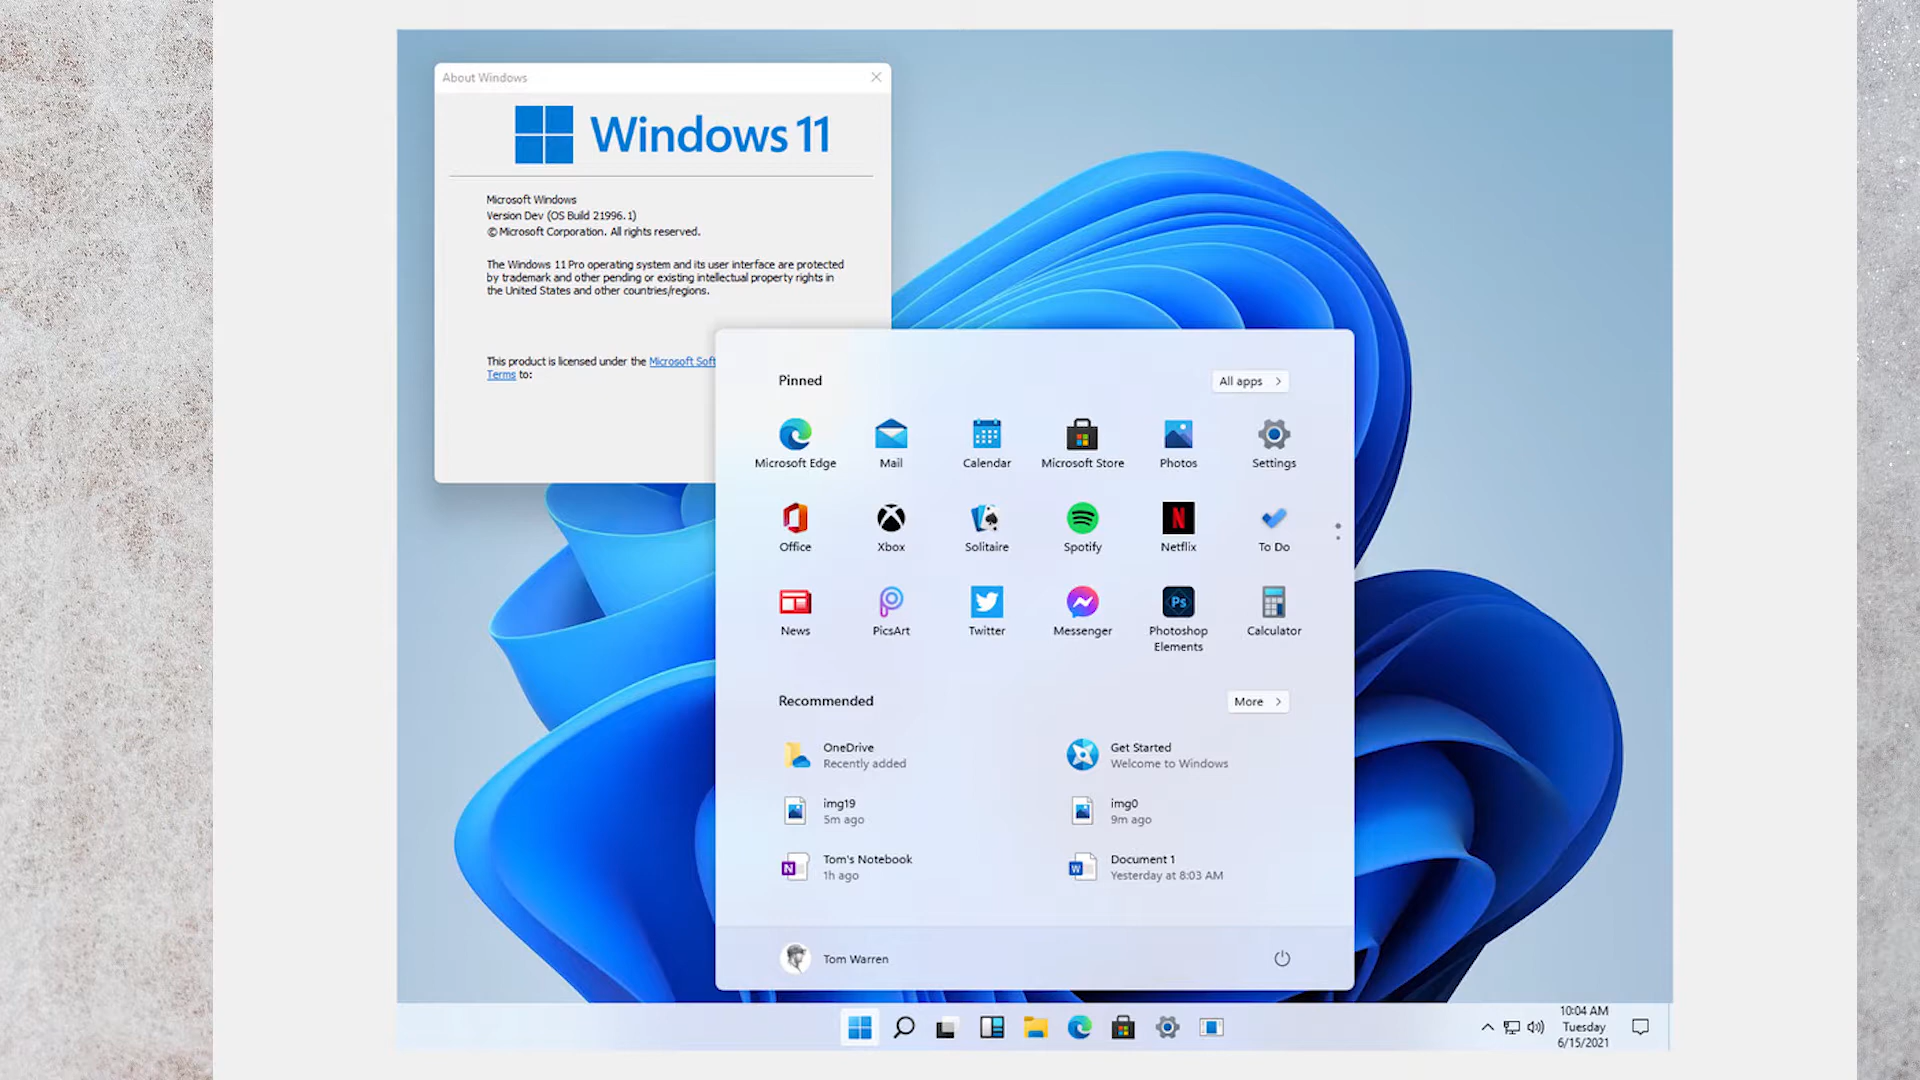 About Windows
Windows 11
Microsoft Windows
Version Dev (OS Build 21996.1)
© Microsoft Corporation. All rights reserved.
The Windows 11 Pro operating system and its user interface are protected
by trademark and other pending or existing intellectual property rights in
the United States and other countries/regions.
This product is licensed under the Microsoft Soft
Terms to:
Pinned
All apps
Microsoft Edge
Mail
Calendar
Microsoft Store
Photos
Settings
Office
Xbox
Solitaire
Spotify
Netflix
To Do
News
PicsArt
Twitter
Messenger
Ps
Photoshop
Elements
Calculator
Recommended
More
OneDrive
Recently added
Get Started
Welcome to Windows
img19
5m ago
img0
9m ago
Tom's Notebook
1h ago
Document 1
Yesterday at 8:03 AM
Tom Warren
10:04 AM
Tuesday
6/15/2021